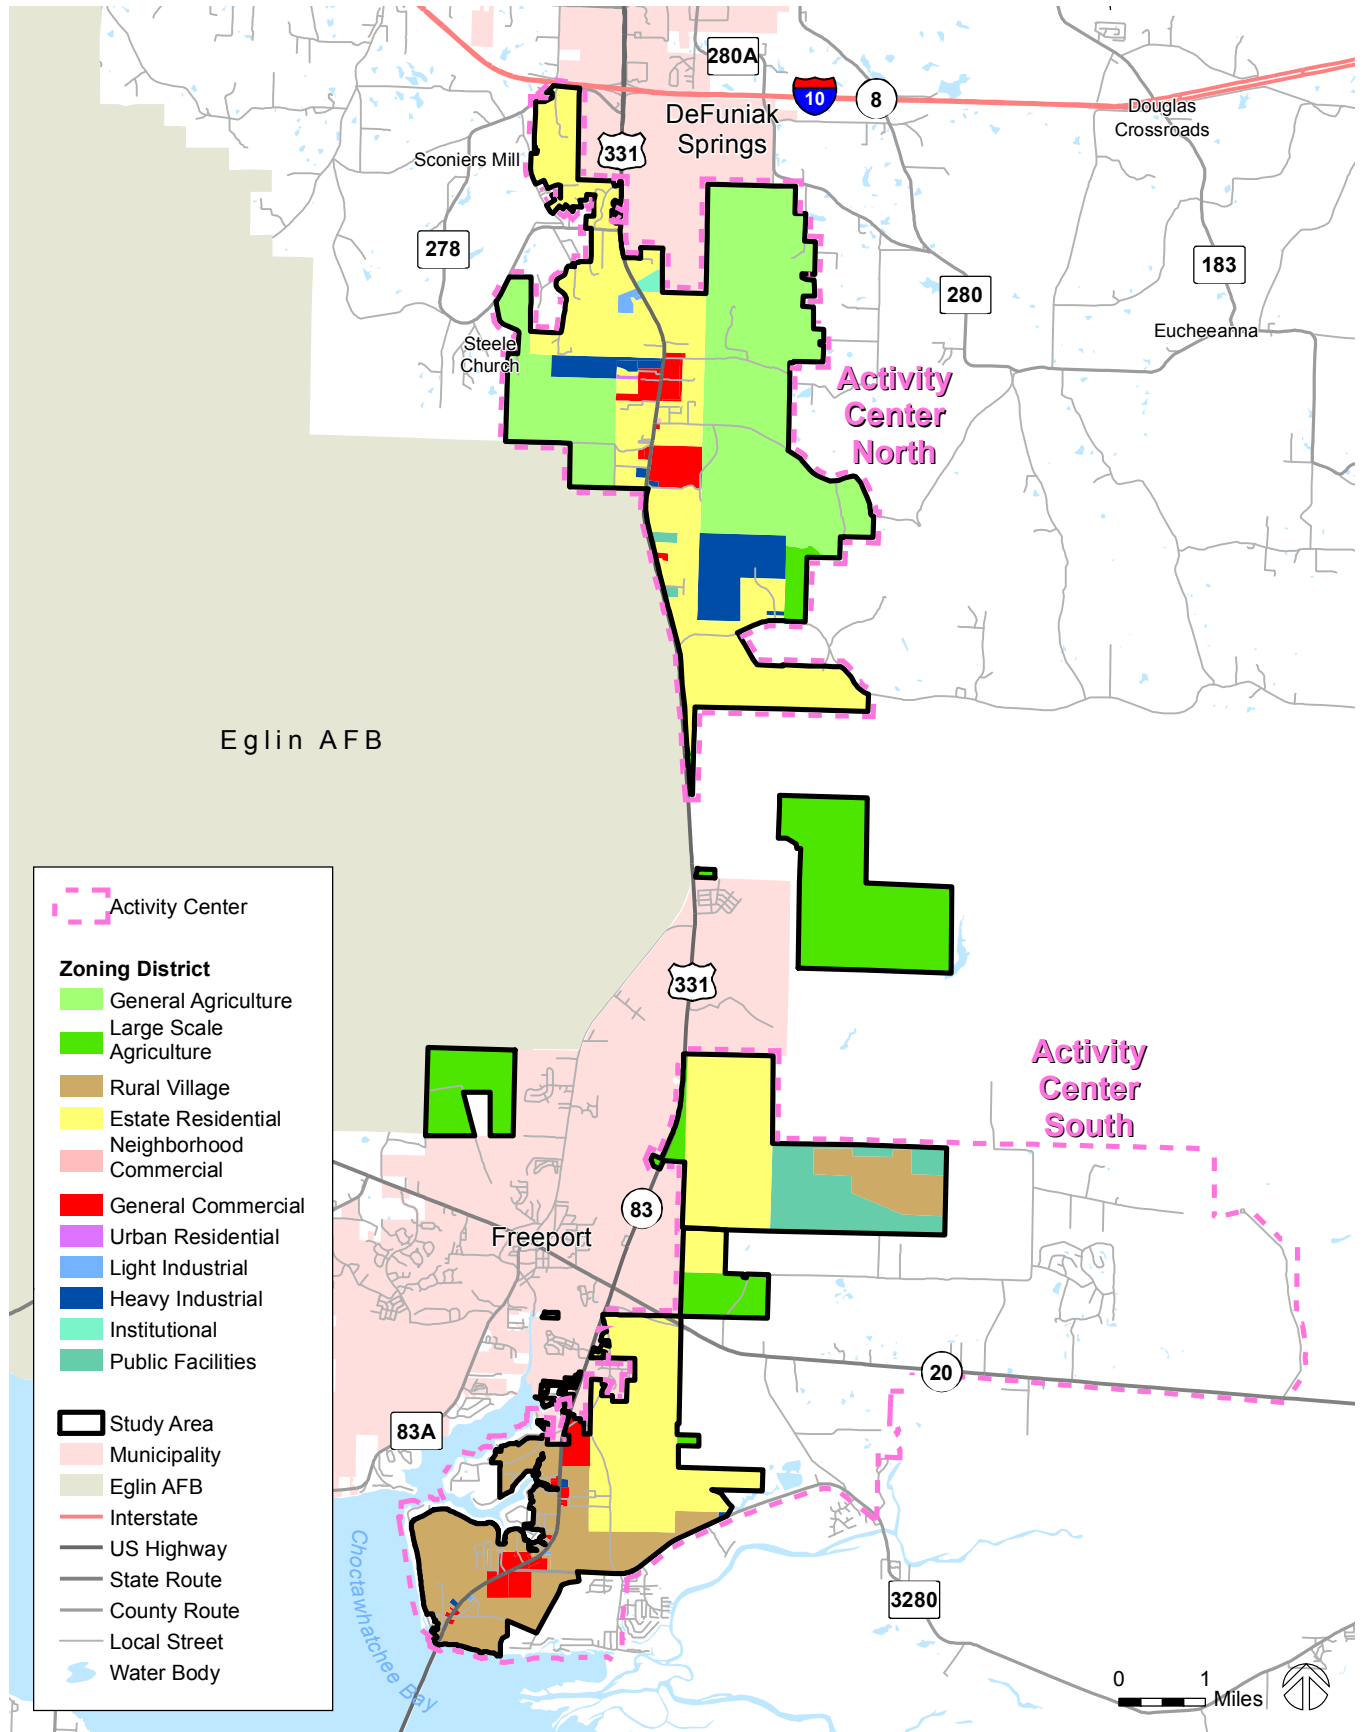 280A
10
8
DeFuniak
Springs
Douglas
Crossroads
331
Sconiers Mill
278
183
280
Eucheeanna
Steele
Church
Activity
Center
North
Eglin AFB
331
Activity
Center
South
83
Freeport
20
83A
3280
Choctawhatchee Bay
Activity Center
Zoning District
General Agriculture
Large Scale
Agriculture
Rural Village
Estate Residential
Neighborhood
Commercial
General Commercial
Urban Residential
Light Industrial
Heavy Industrial
Institutional
Public Facilities
Study Area
Municipality
Eglin AFB
Interstate
US Highway
State Route
County Route
Local Street
Water Body
0 1
Miles